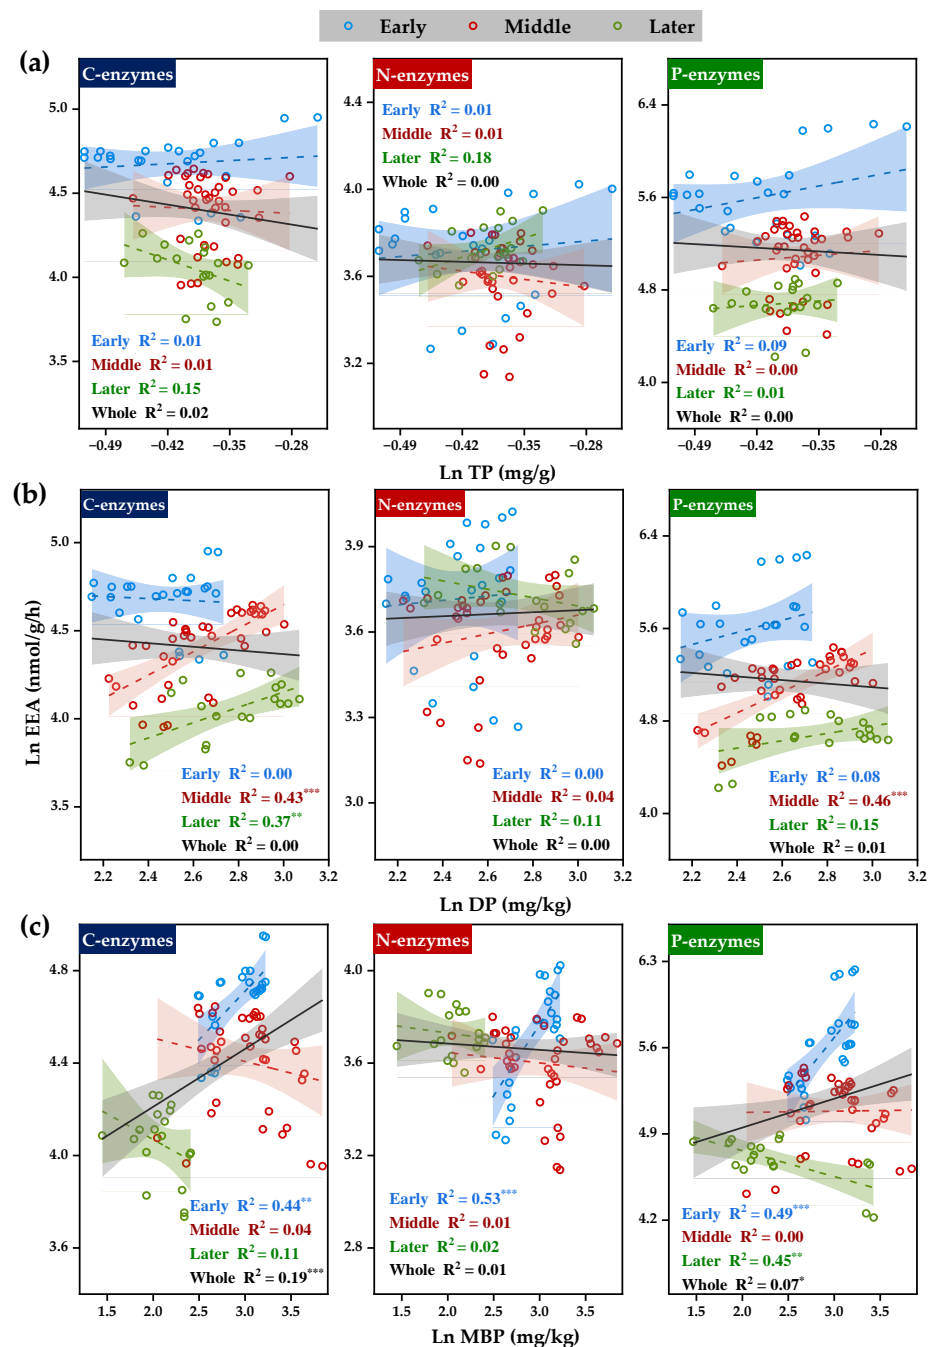 Early Middle Later
(a)
C-enzymes N-enzymes P-enzymes
5.0
4.5
4.0
3.5
4.4
4.0
3.6
3.2
6.4
5.6
4.8
4.0
Early R² = 0.01
Middle R² = 0.01
Later R² = 0.15
Whole R² = 0.02
Early R² = 0.01
Middle R² = 0.01
Later R² = 0.18
Whole R² = 0.00
Early R² = 0.09
Middle R² = 0.00
Later R² = 0.01
Whole R² = 0.00
−0.49 −0.42 −0.35 −0.28 −0.49 −0.42 −0.35 −0.28 −0.49 −0.42 −0.35 −0.28
Ln TP (mg/g)
(b)
Ln EEA (nmol/g/h)
C-enzymes N-enzymes P-enzymes
5.0
4.5
4.0
3.5
3.9
3.6
3.3
3.0
6.4
5.6
4.8
4.0
Early R² = 0.00
Middle R² = 0.43***
Later R² = 0.37**
Whole R² = 0.00
Early R² = 0.00
Middle R² = 0.04
Later R² = 0.11
Whole R² = 0.00
Early R² = 0.08
Middle R² = 0.46***
Later R² = 0.15
Whole R² = 0.01
2.2 2.4 2.6 2.8 3.0 3.2 2.2 2.4 2.6 2.8 3.0 3.2 2.2 2.4 2.6 2.8 3.0 3.2
Ln DP (mg/kg)
(c)
C-enzymes N-enzymes P-enzymes
4.8
4.4
4.0
3.6
4.0
3.6
3.2
2.8
6.3
5.6
4.9
4.2
Early R² = 0.44**
Middle R² = 0.04
Later R² = 0.11
Whole R² = 0.19***
Early R² = 0.53***
Middle R² = 0.01
Later R² = 0.02
Whole R² = 0.01
Early R² = 0.49***
Middle R² = 0.00
Later R² = 0.45**
Whole R² = 0.07*
1.5 2.0 2.5 3.0 3.5 1.5 2.0 2.5 3.0 3.5 1.5 2.0 2.5 3.0 3.5
Ln MBP (mg/kg)